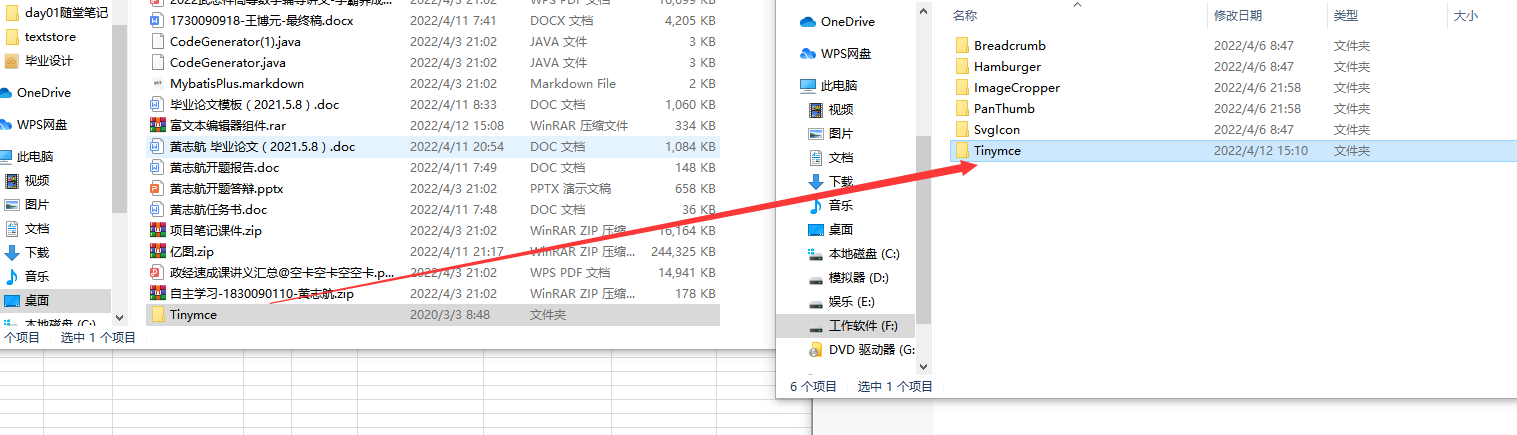 day01随堂笔记
textstore
毕业设计
OneDrive
WPS网盘
此电脑
视频
图片
文档
下载
音乐
桌面
本地磁盘 (C:)
个项目 选中 1 个项目
1730090918-王博元-最终稿.docx 2022/4/11 7:41 DOCX 文档 4,205 KB
CodeGenerator(1).java 2022/4/3 21:02 JAVA 文件 3 KB
CodeGenerator.java 2022/4/3 21:02 JAVA 文件 3 KB
MybatisPlus.markdown 2022/4/3 21:02 Markdown File 2 KB
毕业论文模板（2021.5.8）.doc 2022/4/11 8:33 DOC 文档 1,060 KB
富文本编辑器组件.rar 2022/4/12 15:08 WinRAR 压缩文件 334 KB
黄志航 毕业论文（2021.5.8）.doc 2022/4/11 20:54 DOC 文档 1,084 KB
黄志航开题报告.doc 2022/4/11 7:49 DOC 文档 148 KB
黄志航开题答辩.pptx 2022/4/3 21:02 PPTX 演示文稿 658 KB
黄志航任务书.doc 2022/4/11 7:48 DOC 文档 36 KB
项目笔记课件.zip 2022/4/3 21:02 WinRAR ZIP 压缩... 16,164 KB
亿图.zip 2022/4/11 21:17 WinRAR ZIP 压缩... 244,325 KB
政经速成课讲义汇总@空卡空卡空空卡.p... 2022/4/3 21:02 WPS PDF 文档 14,941 KB
自主学习-1830090110-黄志航.zip 2022/4/3 21:02 WinRAR ZIP 压缩... 178 KB
Tinymce 2020/3/3 8:48 文件夹
OneDrive
WPS网盘
此电脑
视频
图片
文档
下载
音乐
桌面
本地磁盘 (C:)
模拟器 (D:)
娱乐 (E:)
工作软件 (F:)
DVD 驱动器 (G:
6 个项目 选中 1 个项目
名称 修改日期 类型 大小
Breadcrumb 2022/4/6 8:47 文件夹
Hamburger 2022/4/6 8:47 文件夹
ImageCropper 2022/4/6 21:58 文件夹
PanThumb 2022/4/6 21:58 文件夹
SvgIcon 2022/4/6 8:47 文件夹
Tinymce 2022/4/12 15:10 文件夹